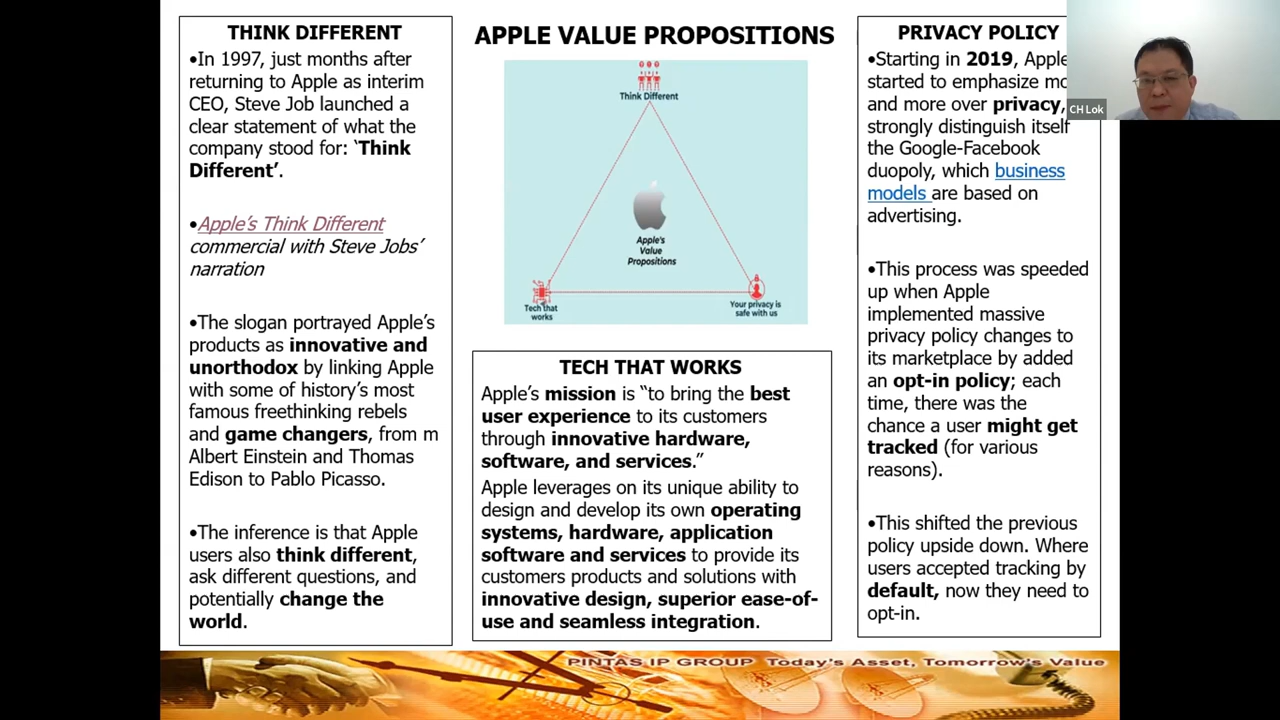 THINK DIFFERENT
•In 1997, just months after
returning to Apple as interim
CEO, Steve Job launched a
clear statement of what the
company stood for: ‘Think
Different’.
•Apple’s Think Different
commercial with Steve Jobs’
narration
•The slogan portrayed Apple’s
products as innovative and
unorthodox by linking Apple
with some of history’s most
famous freethinking rebels
and game changers, from m
Albert Einstein and Thomas
Edison to Pablo Picasso.
•The inference is that Apple
users also think different,
ask different questions, and
potentially change the
world.
APPLE VALUE PROPOSITIONS
Think Different
Apple's
Value
Propositions
Tech that
works
Your privacy is
safe with us
TECH THAT WORKS
Apple’s mission is “to bring the best
user experience to its customers
through innovative hardware,
software, and services.”
Apple leverages on its unique ability to
design and develop its own operating
systems, hardware, application
software and services to provide its
customers products and solutions with
innovative design, superior ease-of-
use and seamless integration.
PRIVACY POLICY
•Starting in 2019, Apple
started to emphasize
and more over privacy,
strongly distinguish itself
the Google-Facebook
duopoly, which business
models are based on
advertising.
•This process was speeded
up when Apple
implemented massive
privacy policy changes to
its marketplace by added
an opt-in policy; each
time, there was the
chance a user might get
tracked (for various
reasons).
•This shifted the previous
policy upside down. Where
users accepted tracking by
default, now they need to
opt-in.
CH Lok
PINTAS IP GROUP Today's Asset, Tomorrow's Value